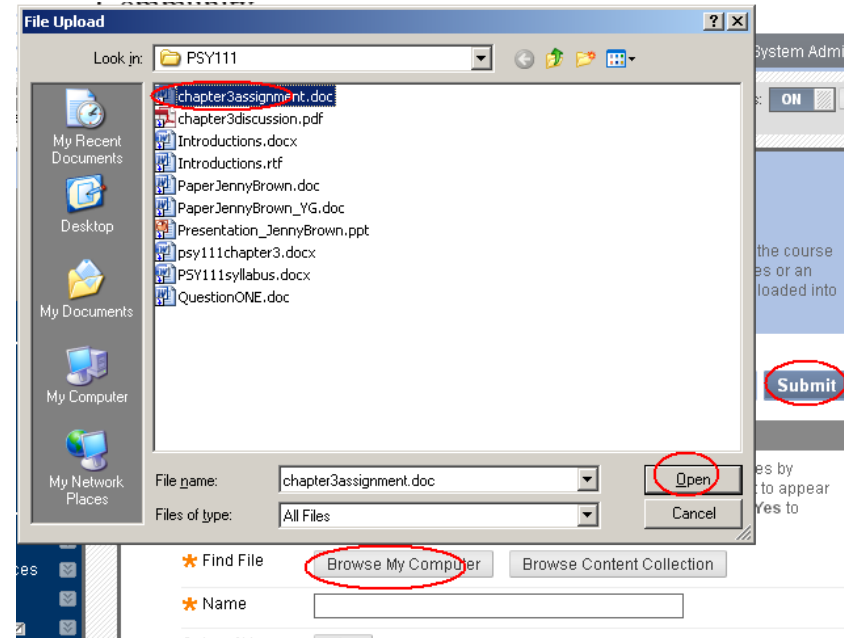 File Upload
Look in: PSY111
System Admi
ON
My Recent
Documents
Desktop
My Documents
My Computer
My Network
Places
chapter3assignment.doc
chapter3discussion.pdf
Introductions.docx
Introductions.rtf
PaperJennyBrown.doc
PaperJennyBrown_YG.doc
Presentation_JennyBrown.ppt
psy111chapter3.docx
PSY111syllabus.docx
QuestionONE.doc
the course
es or an
loaded into
Submit
File name: chapter3assignment.doc Open
Files of type: All Files Cancel
es by
to appear
Yes to
Find File Browse My Computer Browse Content Collection
Name